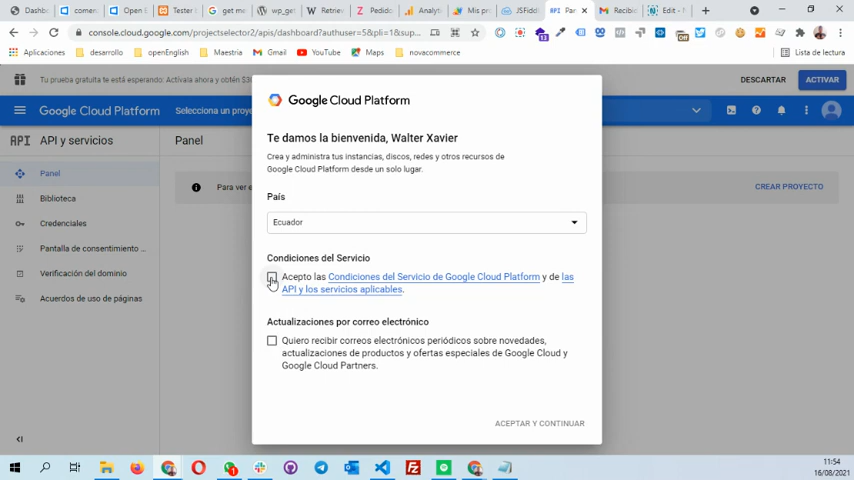 Dashb
comen
Open E
Tester
get me
wp_get
Retriev
Pedido
Analyti
Mis pr
JSFiddl
Par
Recibid
Edit -
console.cloud.google.com/projectselector2/apis/dashboard?authuser=5&pli=1&sup...
Aplicaciones desarrollo openEnglish Maestria Gmail YouTube Maps novacommerce Lista de lectura
Tu prueba gratuita te está esperando: Actívala ahora y obtén $3
DESCARTAR ACTIVAR
Google Cloud Platform Selecciona un proye
API API y servicios Panel
Panel
Biblioteca
Credenciales
Pantalla de consentimiento ...
Verificación del dominio
Acuerdos de uso de páginas
Para ver e
CREAR PROYECTO
Google Cloud Platform
Te damos la bienvenida, Walter Xavier
Crea y administra tus instancias, discos, redes y otros recursos de
Google Cloud Platform desde un solo lugar.
País
Ecuador
Condiciones del Servicio
Acepto las Condiciones del Servicio de Google Cloud Platform y de las
API y los servicios aplicables.
Actualizaciones por correo electrónico
Quiero recibir correos electrónicos periódicos sobre novedades,
actualizaciones de productos y ofertas especiales de Google Cloud y
Google Cloud Partners.
ACEPTAR Y CONTINUAR
11:54
16/08/2021